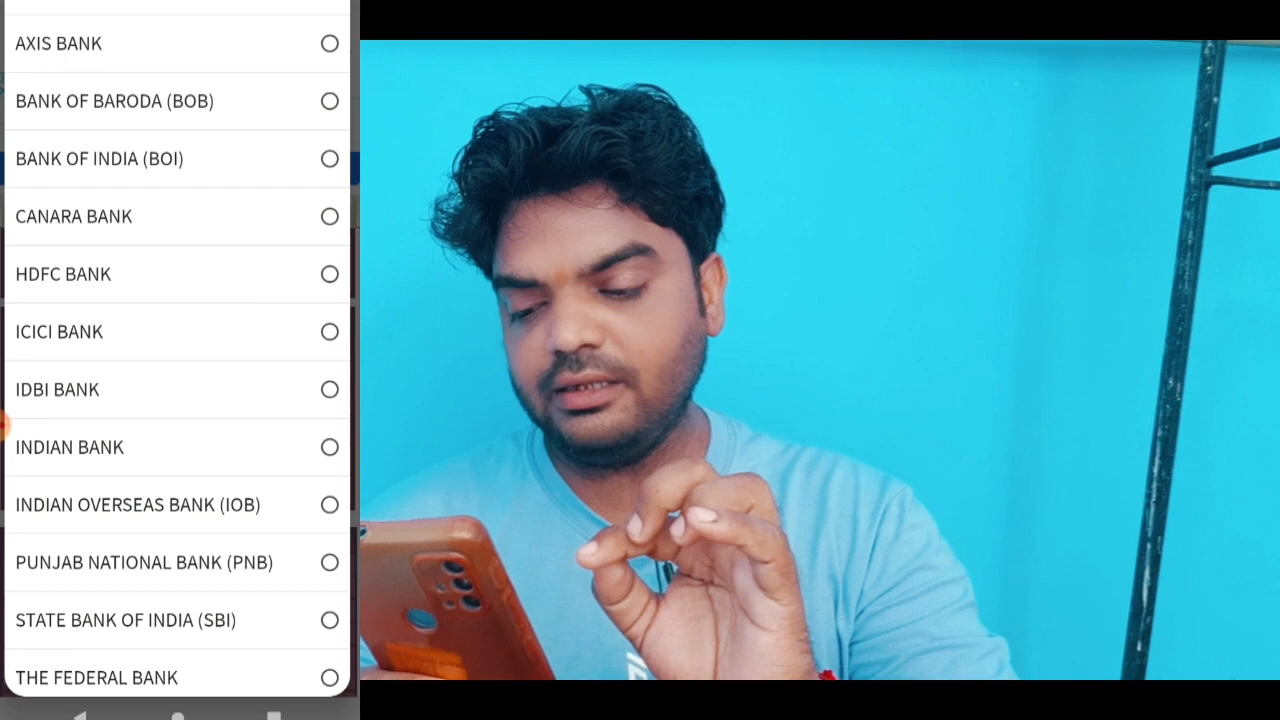 AXIS BANK
BANK OF BARODA (BOB)
BANK OF INDIA (BOI)
CANARA BANK
HDFC BANK
ICICI BANK
IDBI BANK
INDIAN BANK
INDIAN OVERSEAS BANK (IOB)
PUNJAB NATIONAL BANK (PNB)
STATE BANK OF INDIA (SBI)
THE FEDERAL BANK